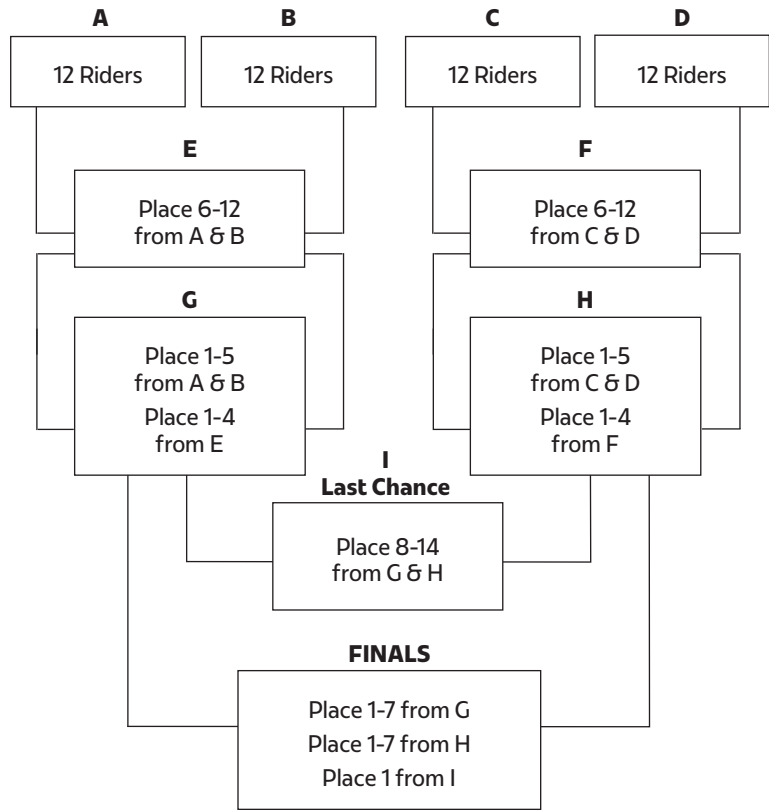 A
B
C
D
12 Riders
12 Riders
12 Riders
12 Riders
E
F
Place 6-12
from A & B
Place 6-12
from C & D
G
H
Place 1-5
from A & B
Place 1-4
from E
Place 1-5
from C & D
Place 1-4
from F
I
Last Chance
Place 8-14
from G & H
FINALS
Place 1-7 from G
Place 1-7 from H
Place 1 from I